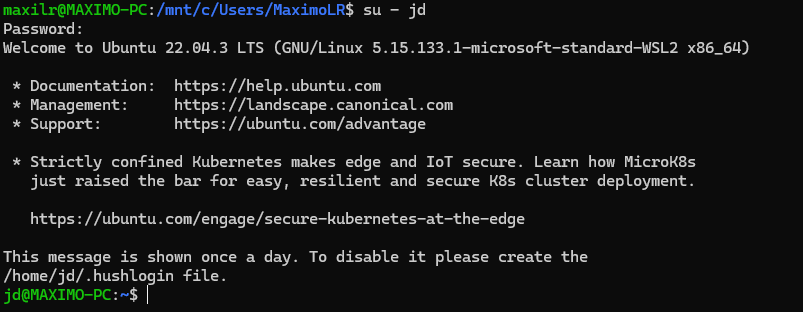 maxilr@MAXIMO-PC:/mnt/c/Users/MaximoLR$ su - jd
Password:
Welcome to Ubuntu 22.04.3 LTS (GNU/Linux 5.15.133.1-microsoft-standard-WSL2 x86_64)
* Documentation:  https://help.ubuntu.com
* Management:     https://landscape.canonical.com
* Support:        https://ubuntu.com/advantage
* Strictly confined Kubernetes makes edge and IoT secure. Learn how MicroK8s
just raised the bar for easy, resilient and secure K8s cluster deployment.
https://ubuntu.com/engage/secure-kubernetes-at-the-edge
This message is shown once a day. To disable it please create the
/home/jd/.hushlogin file.
jd@MAXIMO-PC:~$